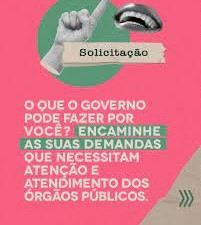 Solicitação
O QUE O GOVERNO
PODE FAZER POR
VOCÊ? ENCAMINHE
AS SUAS DEMANDAS
QUE NECESSITAM
ATENÇÃO E
ATENDIMENTO DOS
ÓRGÃOS PÚBLICOS.